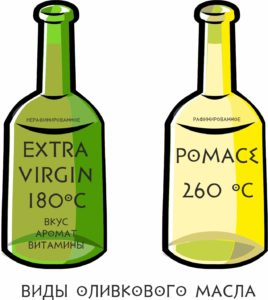 НЕРАФИНИРОВАННОЕ
EXTRA
VIRGIN
180°C
ВКУС
АРОМАТ
ВИТАМИНЫ
РАФИНИРОВАННОЕ
POMACE
260 °C
ВИДЫ ОЛИВКОВОГО МАСЛА